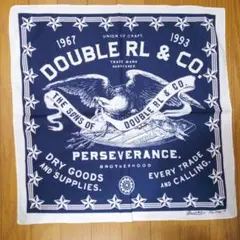 UNION OF CRAFT
1967
1993
DOUBLE RL & CO.
TRADE MARK
THE SONS OF DOUBLE RL & CO.
PERSEVERANCE.
BROTHERHOOD
DRY GOODS
AND SUPPLIES.
EVERY TRADE
AND CALLING.